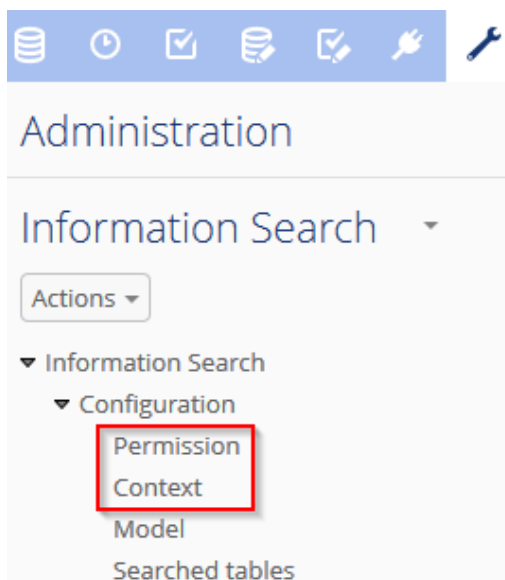 Administration
Information Search
Actions
Information Search
Configuration
Permission
Context
Model
Searched tables